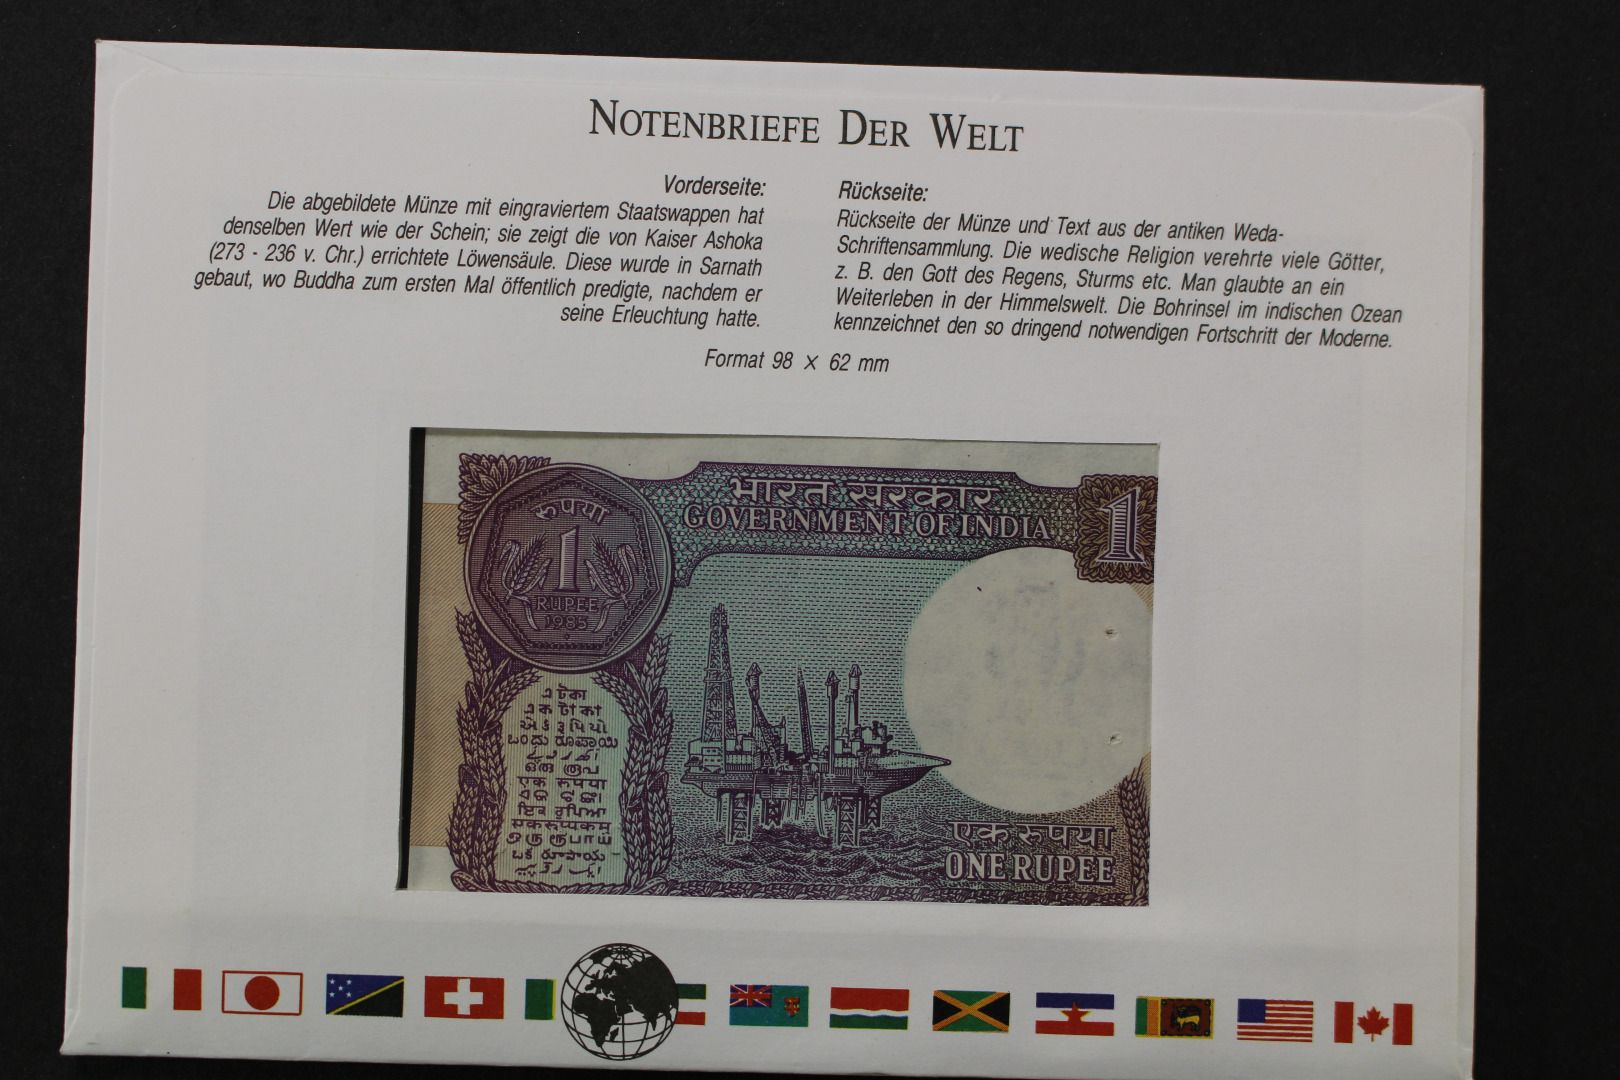 NOTENBRIEFE DER WELT
Vorderseite:
Die abgebildete Münze mit eingraviertem Staatswappen hat
denselben Wert wie der Schein; sie zeigt die von Kaiser Ashoka
(273 - 236 v. Chr.) errichtete Löwensäule. Diese wurde in Sarnath
gebaut, wo Buddha zum ersten Mal öffentlich predigte, nachdem er
seine Erleuchtung hatte.
Rückseite:
Rückseite der Münze und Text aus der antiken Weda-
Schriftensammlung. Die wedische Religion verehrte viele Götter,
z. B. den Gott des Regens, Sturms etc. Man glaubte an ein
Weiterleben in der Himmelswelt. Die Bohrinsel im indischen Ozean
kennzeichnet den so dringend notwendigen Fortschritt der Moderne.
Format 98 × 62 mm
भारत सरकार
GOVERNMENT OF INDIA
1
रुपया
1
RUPEE
1985
এক টকা
এক টাকা
ఒక రూపాయి
एक रुपया
ONE RUPEE